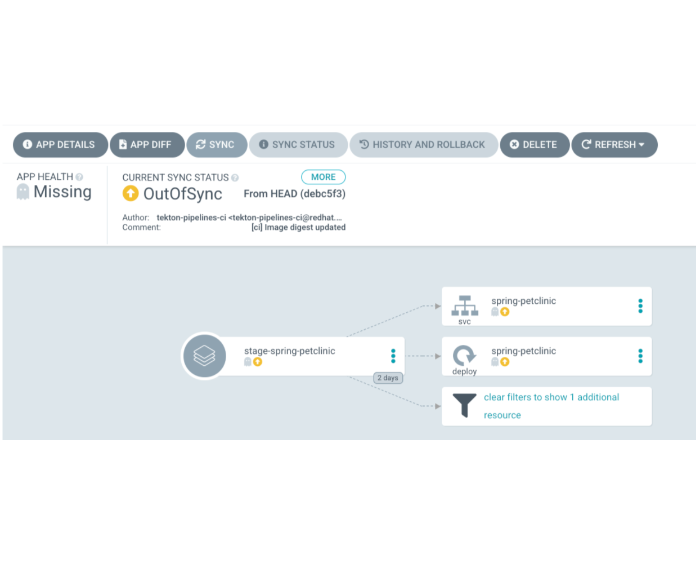 APP DETAILS APP DIFF SYNC SYNC STATUS HISTORY AND ROLLBACK DELETE REFRESH
APP HEALTH
Missing
CURRENT SYNC STATUS MORE
OutOfSync From HEAD (debc5f3)
Author: tekton-pipelines-ci <tekton-pipelines-ci@redhat....
Comment: [ci] Image digest updated
spring-petclinic
svc
stage-spring-petclinic
2 days
spring-petclinic
deploy
clear filters to show 1 additional
resource